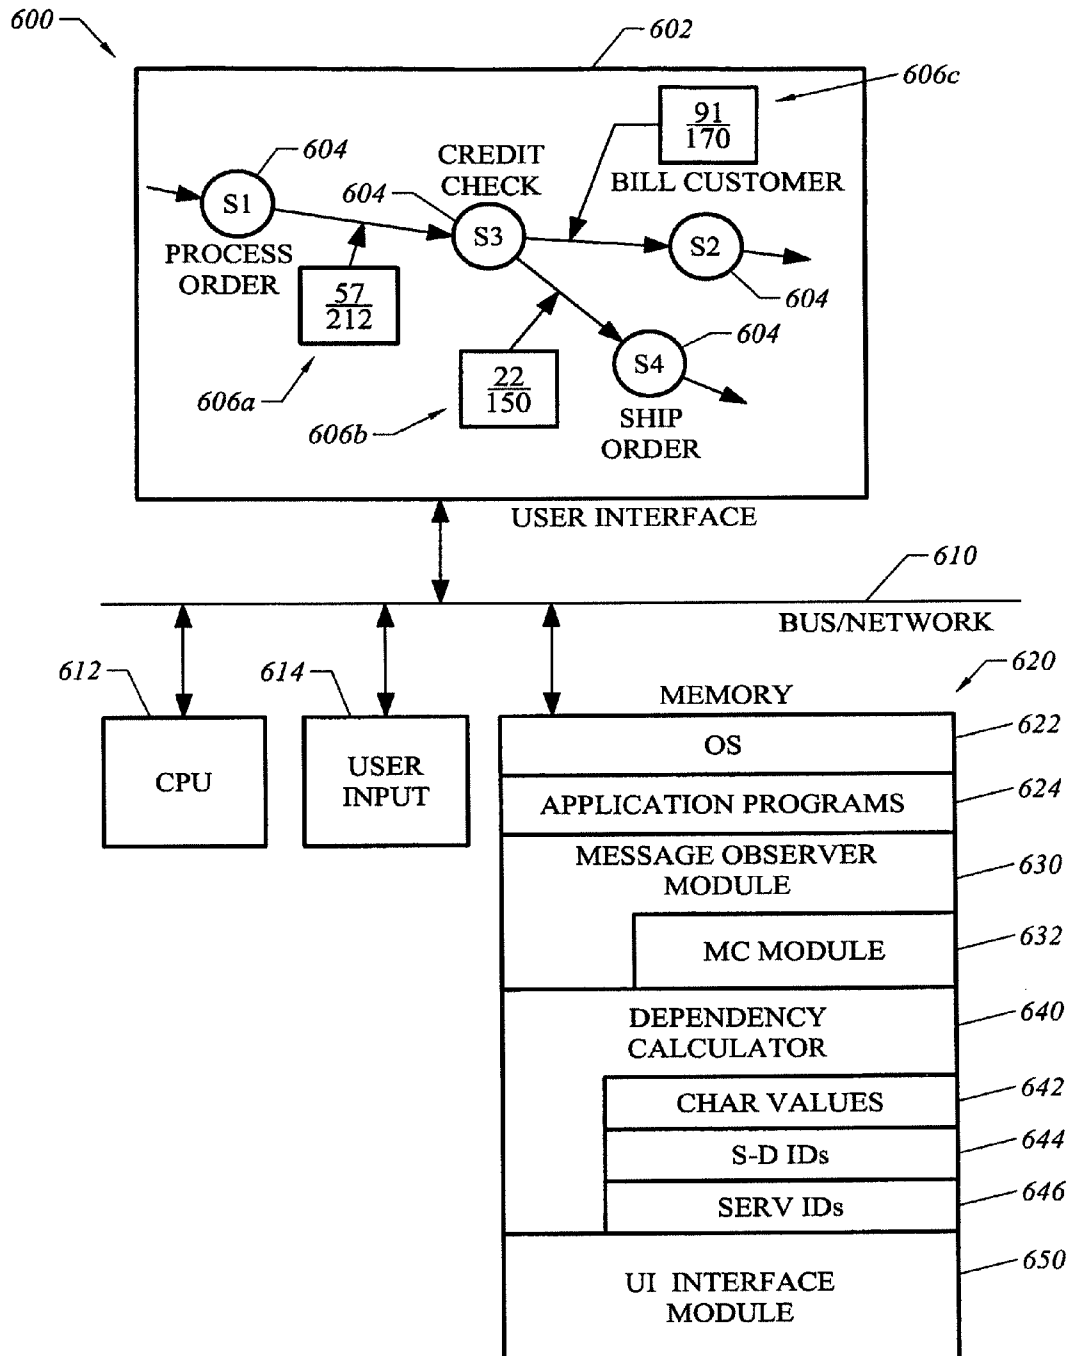 600
602
606c
91
170
604
CREDIT
CHECK
BILL CUSTOMER
604
S1
S3
S2
PROCESS
ORDER
604
57
212
604
S4
22
150
606a
606b
SHIP
ORDER
USER INTERFACE
610
BUS/NETWORK
612
614
620
MEMORY
CPU
USER
INPUT
OS
622
APPLICATION PROGRAMS
624
MESSAGE OBSERVER
MODULE
630
MC MODULE
632
DEPENDENCY
CALCULATOR
640
CHAR VALUES
642
S-D IDs
644
SERV IDs
646
UI INTERFACE
MODULE
650